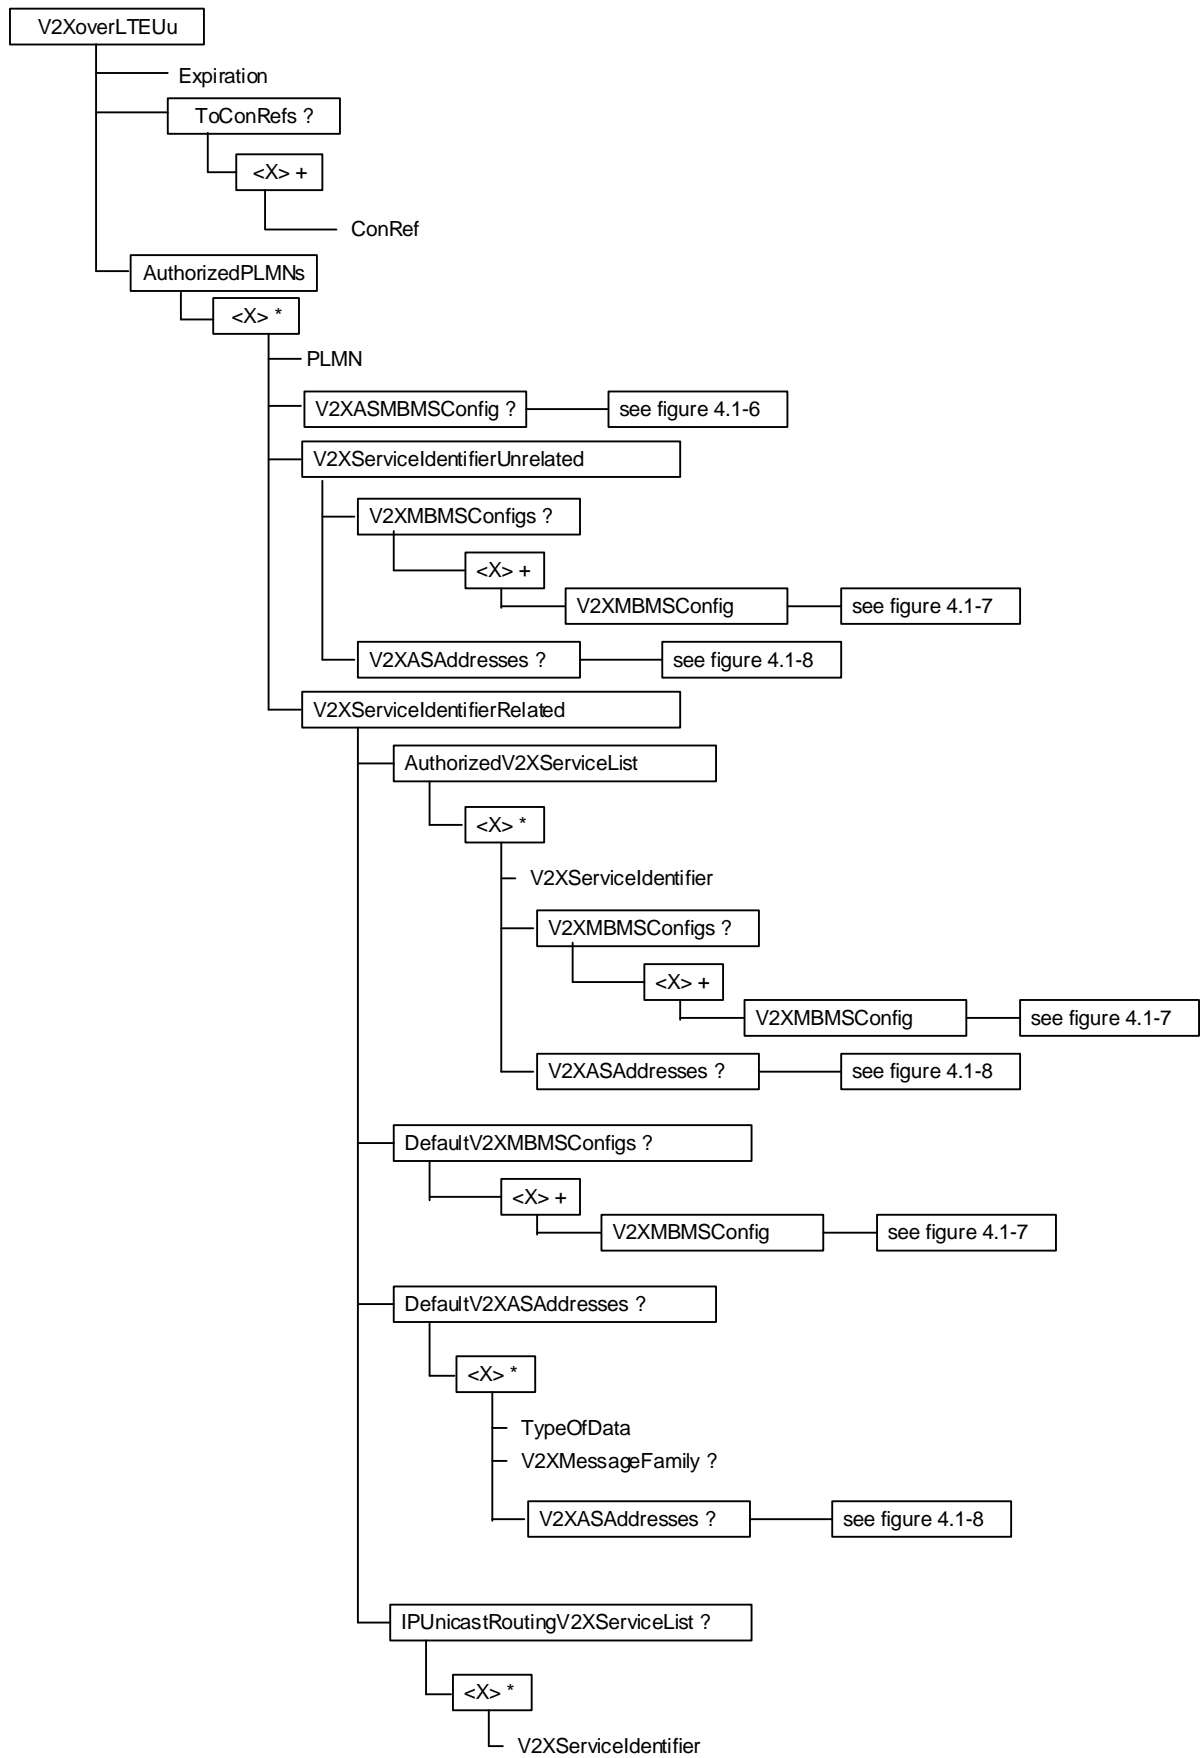 V2XoverLTEUu
Expiration
ToConRefs ?
<X> +
ConRef
AuthorizedPLMNs
<X> *
PLMN
V2XASMBMSConfig ? see figure 4.1-6
V2XServiceIdentifierUnrelated
V2XMBMSConfigs ?
<X> +
V2XMBMSConfig see figure 4.1-7
V2XASAddresses ? see figure 4.1-8
V2XServiceIdentifierRelated
AuthorizedV2XServiceList
<X> *
V2XServiceIdentifier
V2XMBMSConfigs ?
<X> +
V2XMBMSConfig see figure 4.1-7
V2XASAddresses ? see figure 4.1-8
DefaultV2XMBMSConfigs ?
<X> +
V2XMBMSConfig see figure 4.1-7
DefaultV2XASAddresses ?
<X> *
TypeOfData
V2XMessageFamily ?
V2XASAddresses ? see figure 4.1-8
IPUnicastRoutingV2XServiceList ?
<X> *
V2XServiceIdentifier